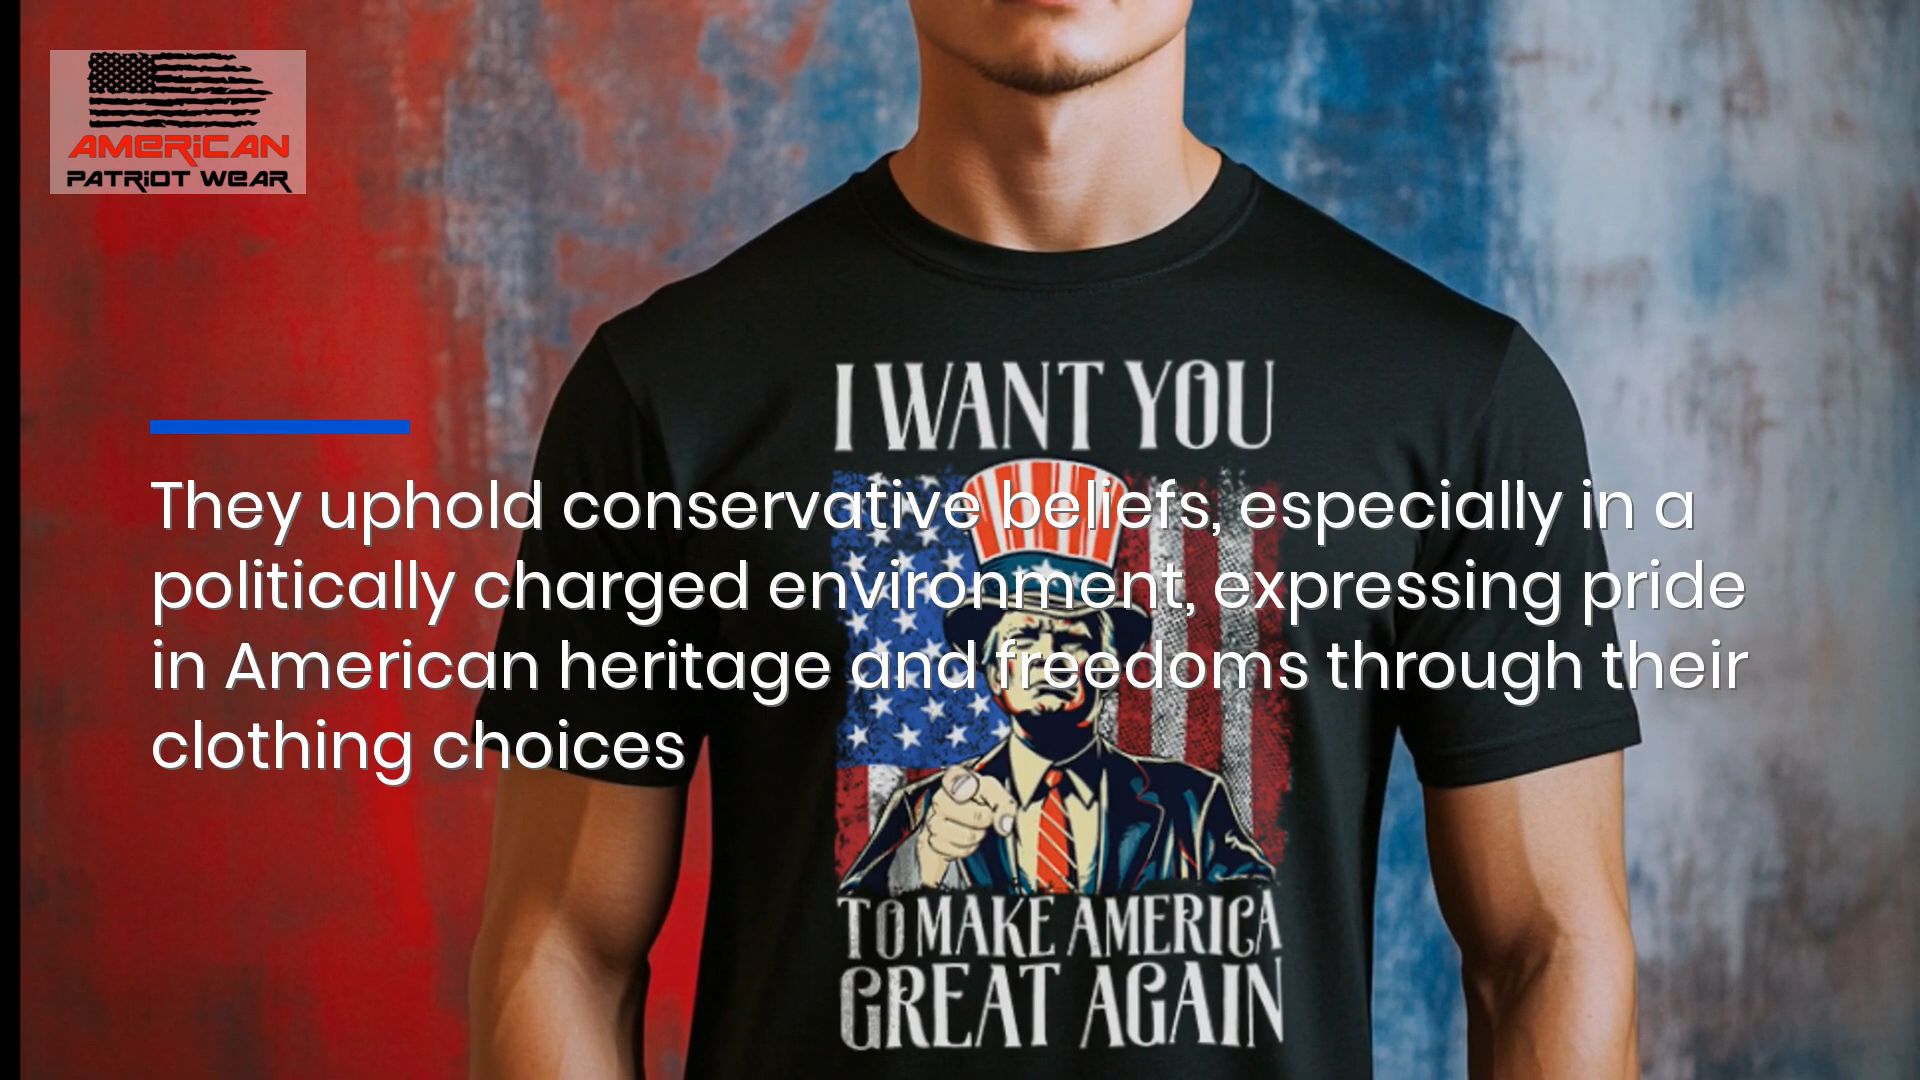 AMERICAN
PATRIOT WEAR
I WANT YOU
They uphold conservative beliefs, especially in a
politically charged environment, expressing pride
in American heritage and freedoms through their
clothing choices
TO MAKE AMERICA
GREAT AGAIN